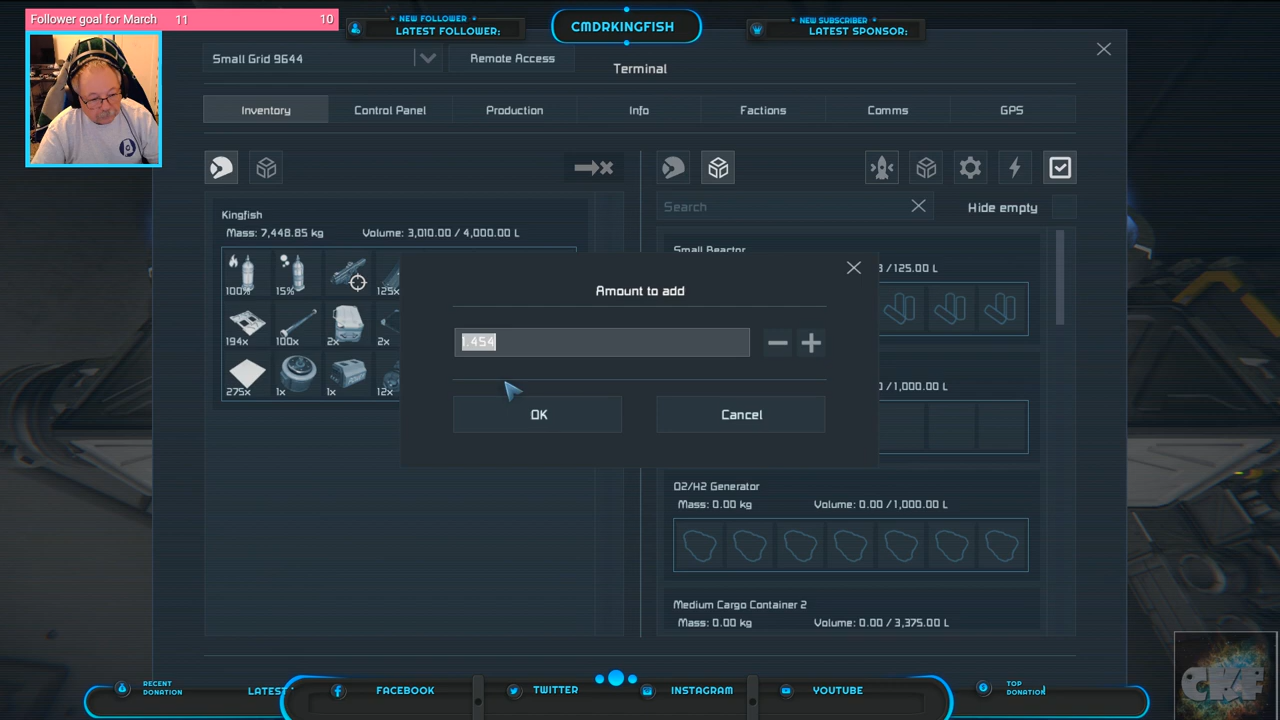 Follower goal for March 11 10
NEW FOLLOWER
LATEST FOLLOWER:
CMDRKINGFISH
NEW SUBSCRIBER
LATEST SPONSOR:
Small Grid 9644
Remote Access
Terminal
Inventory
Control Panel
Production
Info
Factions
Comms
GPS
Search
Hide empty
Kingfish
Mass: 7,448.85 kg Volume: 3,010.00 / 4,000.00 L
100% 15% 125x
194x 100x 2x 2x
275x 1x 1x 12x
Small Reactor
/ 125.00 L
Amount to add
1.454
OK
Cancel
/ 1,000.00 L
O2/H2 Generator
Mass: 0.00 kg Volume: 0.00 / 1,000.00 L
Medium Cargo Container 2
Mass: 0.00 kg Volume: 0.00 / 3,375.00 L
RECENT
DONATION
LATEST
FACEBOOK
TWITTER
INSTAGRAM
YOUTUBE
TOP
DONATION
CKF